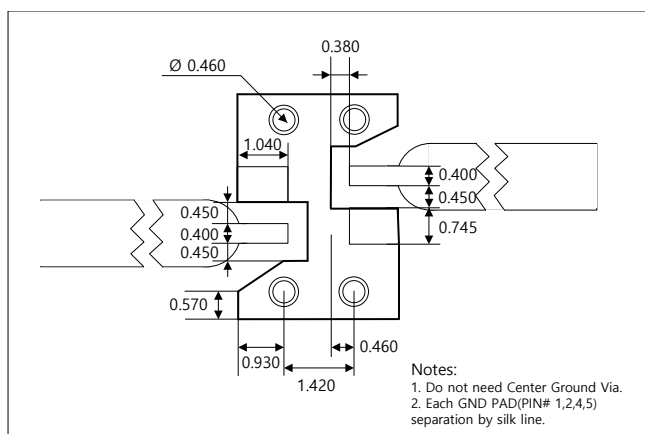 0.380
Ø 0.460
1.040
0.400
0.450
0.450
0.745
0.400
0.450
0.570
0.460
0.930
1.420
Notes:
1. Do not need Center Ground Via.
2. Each GND PAD(PIN# 1,2,4,5)
separation by silk line.